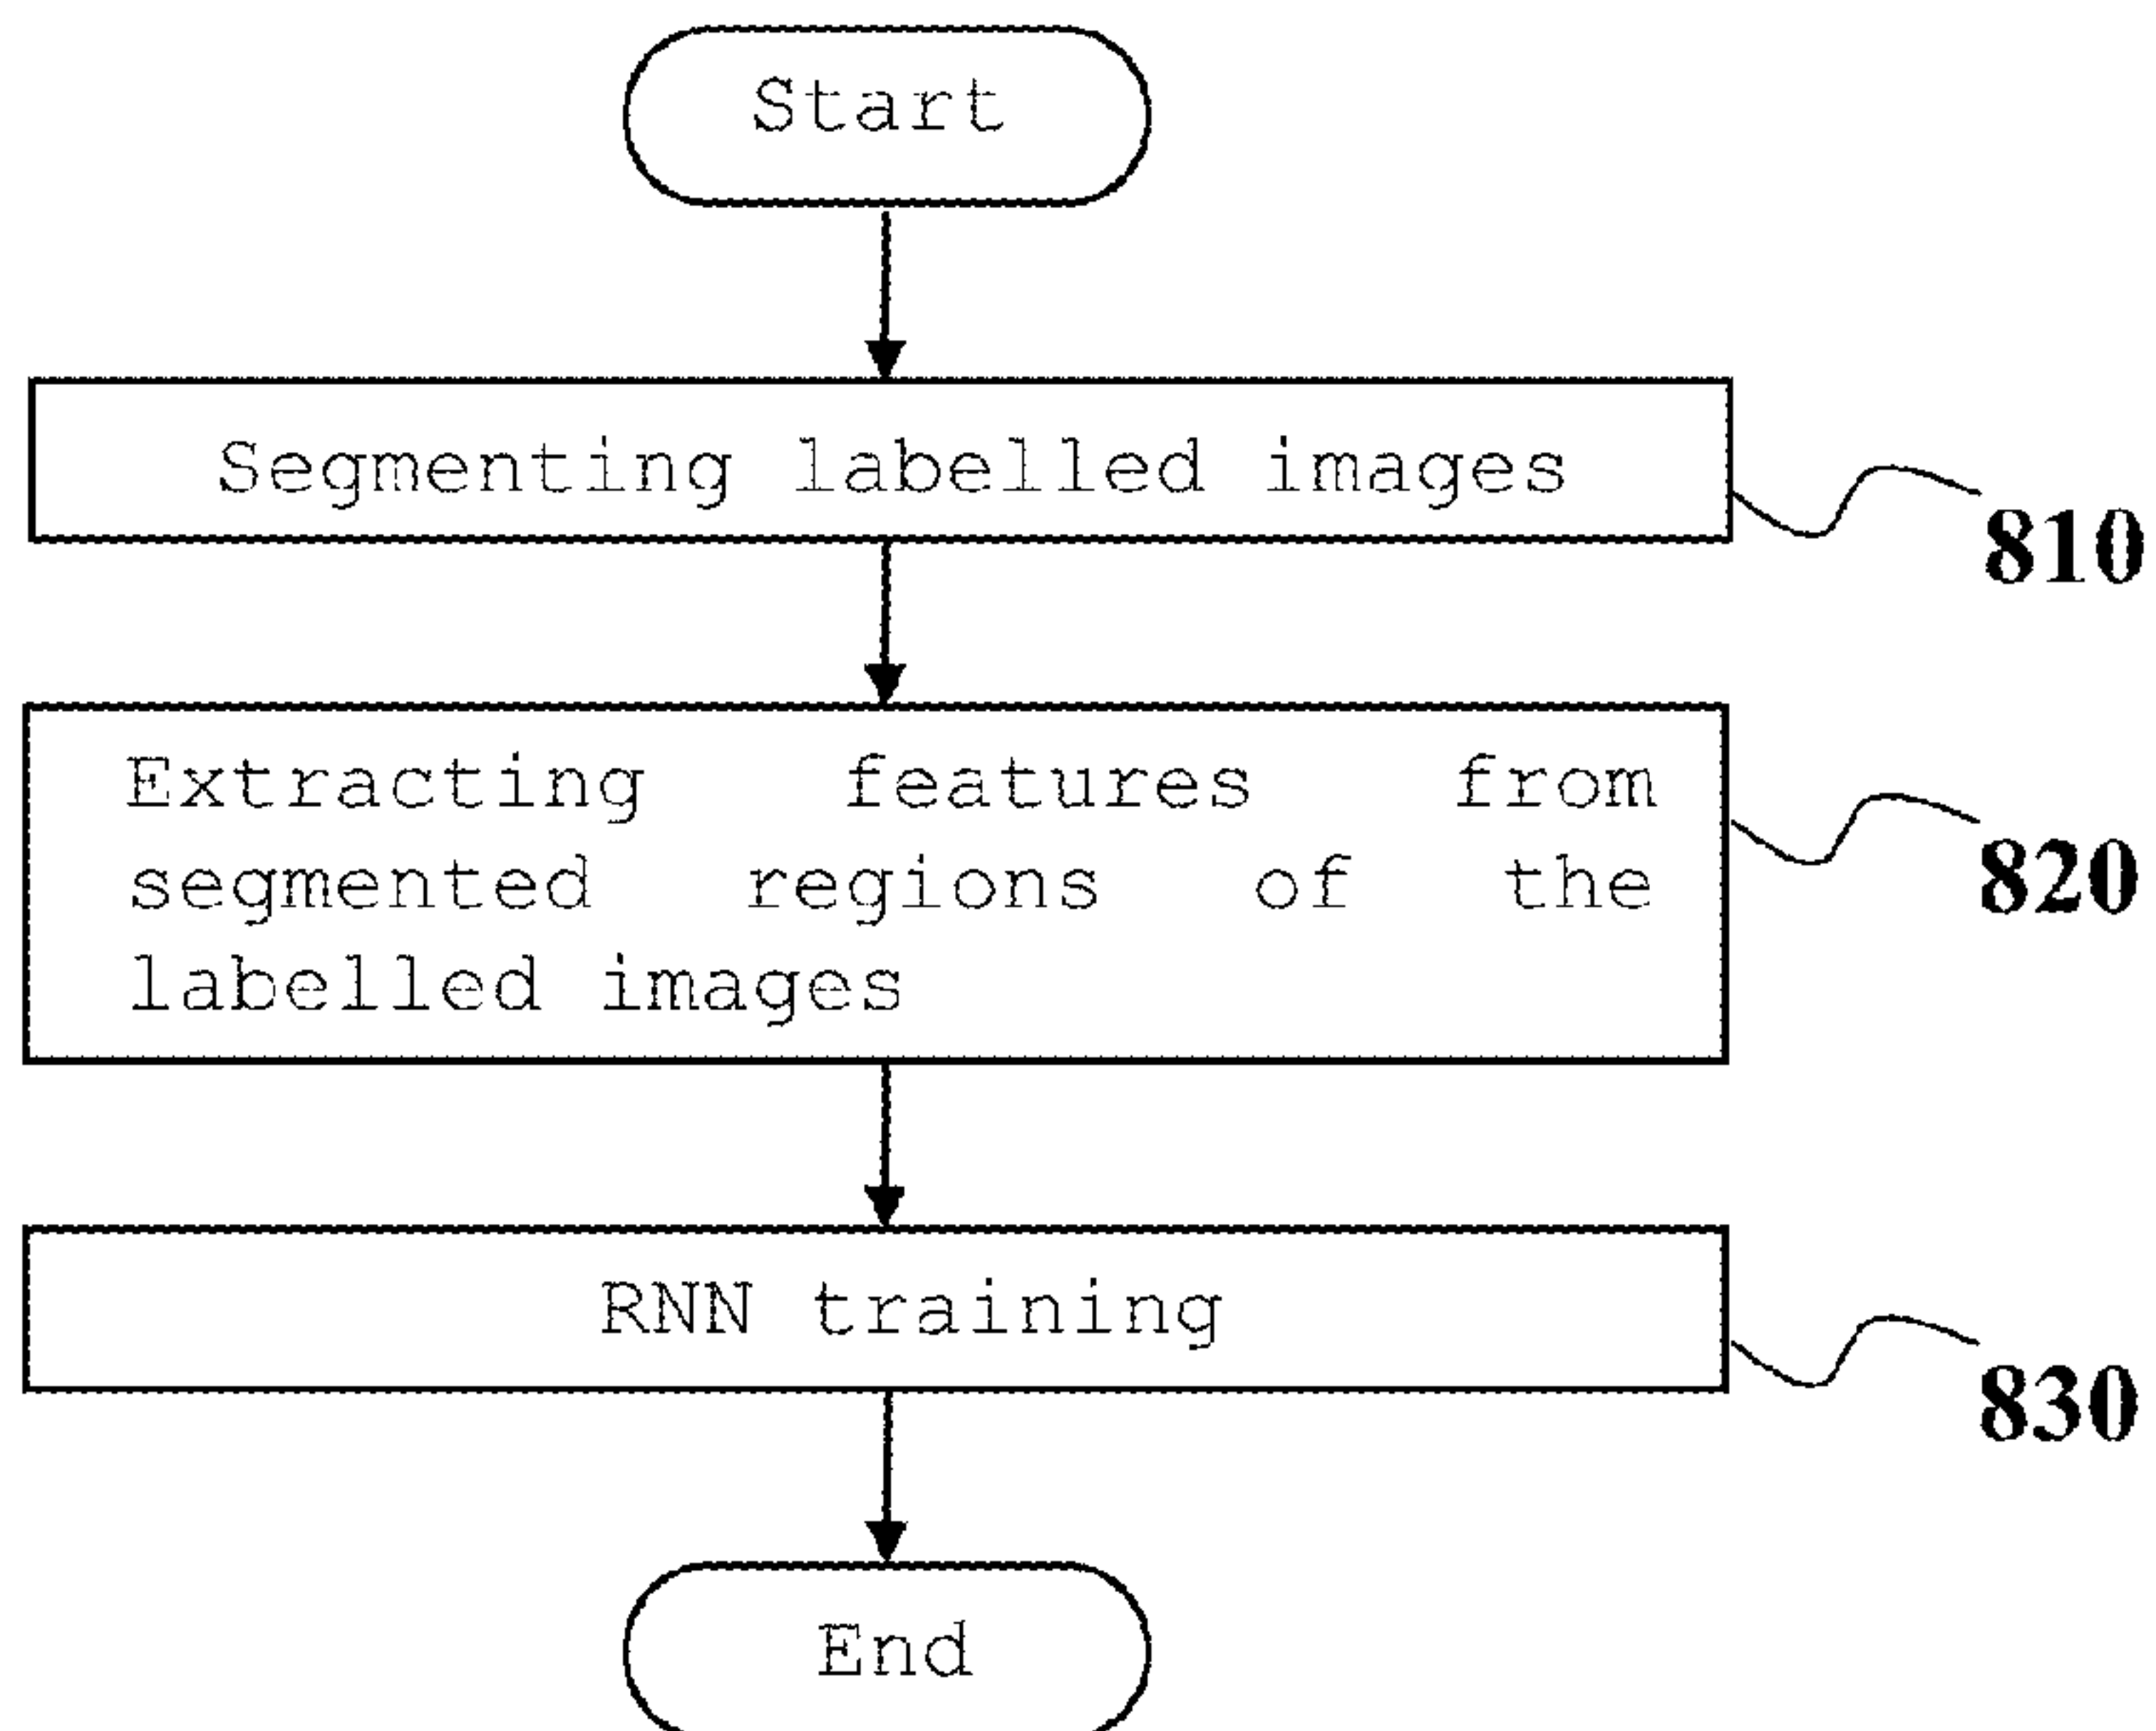 Start
Segmenting labelled images
810
Extracting features from
segmented regions of the
labelled images
820
RNN training
830
End